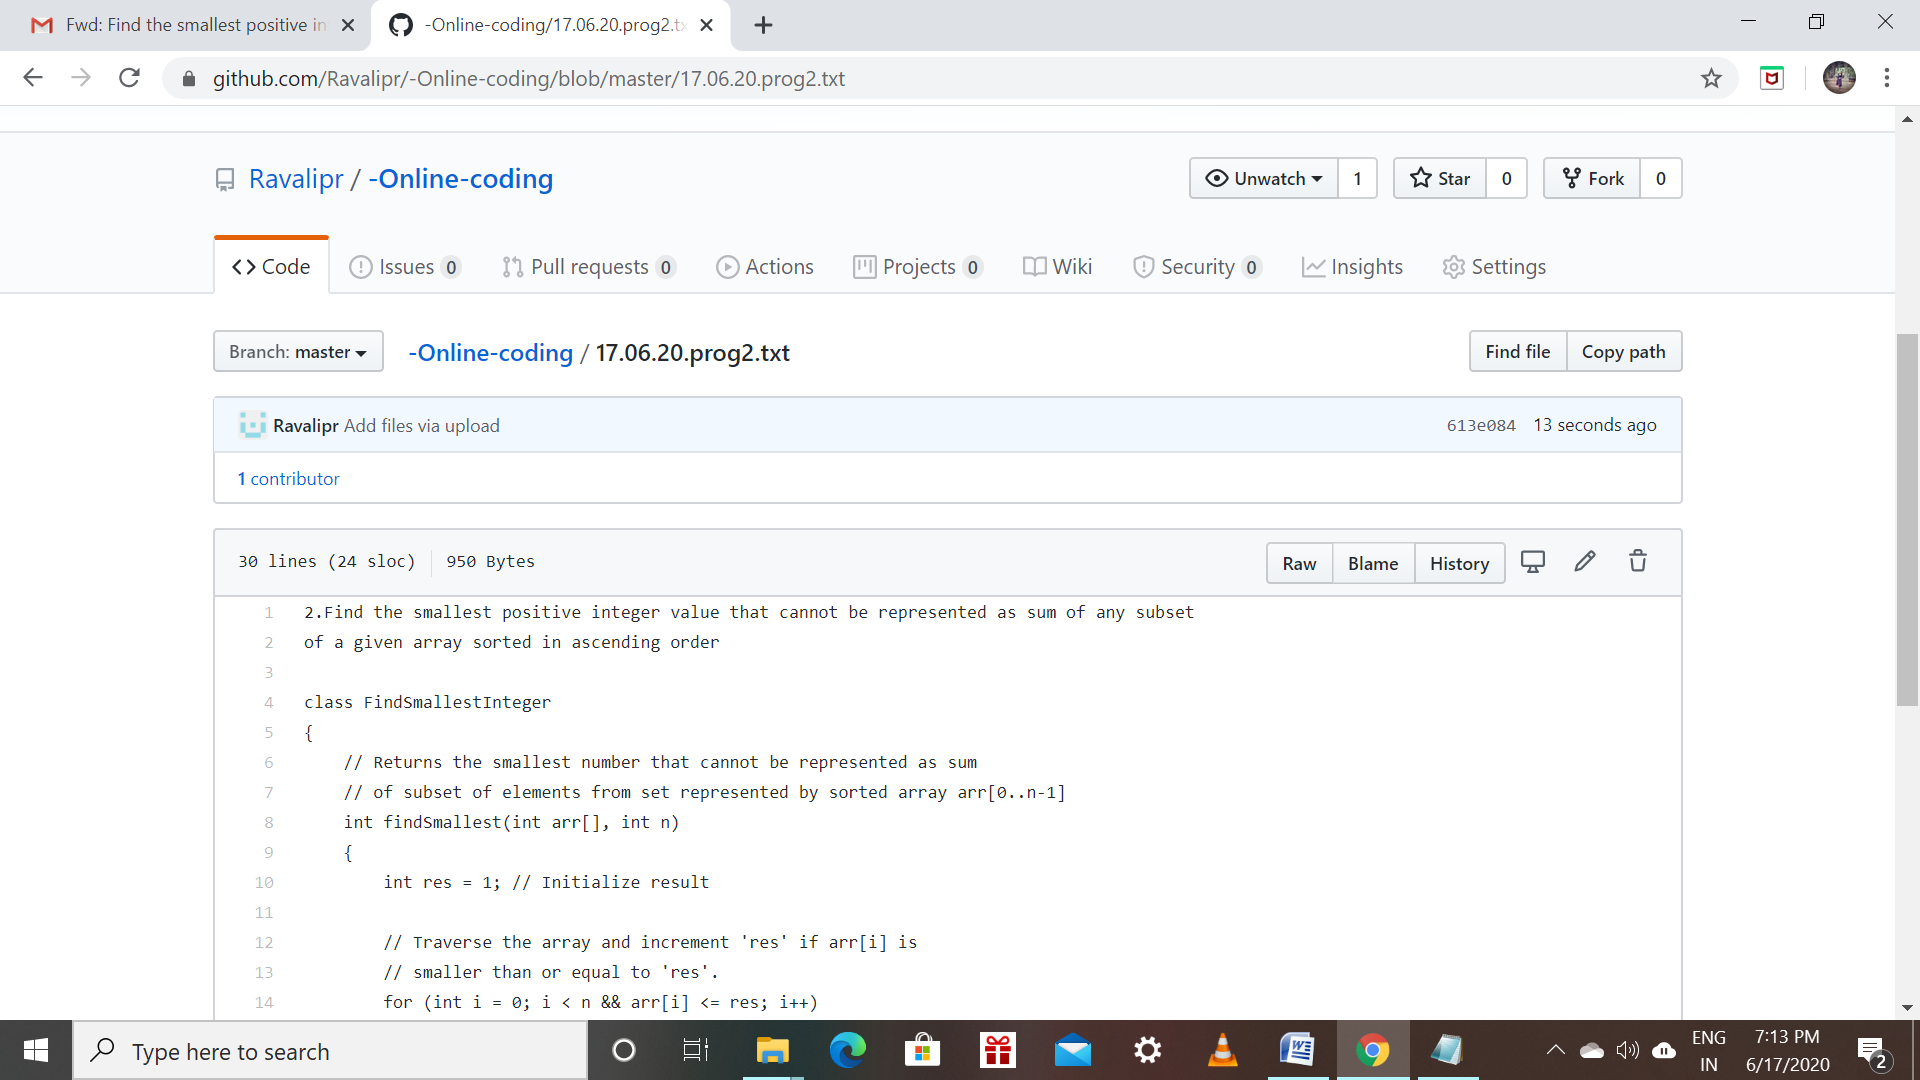 Fwd: Find the smallest positive in
-Online-coding/17.06.20.prog2.tx
github.com/Ravalipr/-Online-coding/blob/master/17.06.20.prog2.txt
Ravalipr / -Online-coding
Unwatch 1 Star 0 Fork 0
Code Issues 0 Pull requests 0 Actions Projects 0 Wiki Security 0 Insights Settings
Branch: master -Online-coding / 17.06.20.prog2.txt Find file Copy path
Ravalipr Add files via upload 613e084 13 seconds ago
1 contributor
30 lines (24 sloc) 950 Bytes Raw Blame History
1 2.Find the smallest positive integer value that cannot be represented as sum of any subset
2 of a given array sorted in ascending order
3
4 class FindSmallestInteger
5 {
6 // Returns the smallest number that cannot be represented as sum
7 // of subset of elements from set represented by sorted array arr[0..n-1]
8 int findSmallest(int arr[], int n)
9 {
10 int res = 1; // Initialize result
11
12 // Traverse the array and increment 'res' if arr[i] is
13 // smaller than or equal to 'res'.
14 for (int i = 0; i < n && arr[i] <= res; i++)
Type here to search
ENG
IN
7:13 PM
6/17/2020
2